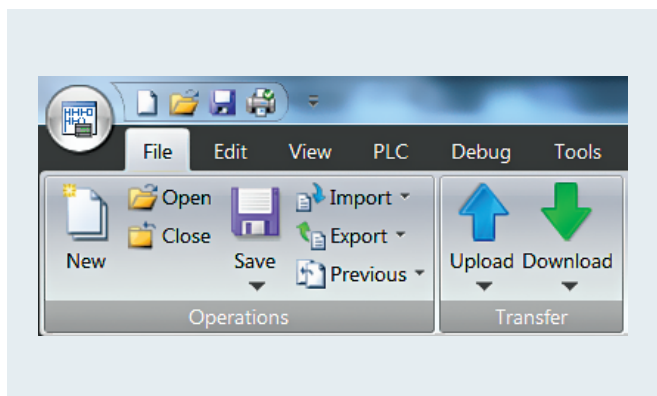 File Edit View PLC Debug Tools
New Open Close Save Import Export Previous Upload Download
Operations Transfer